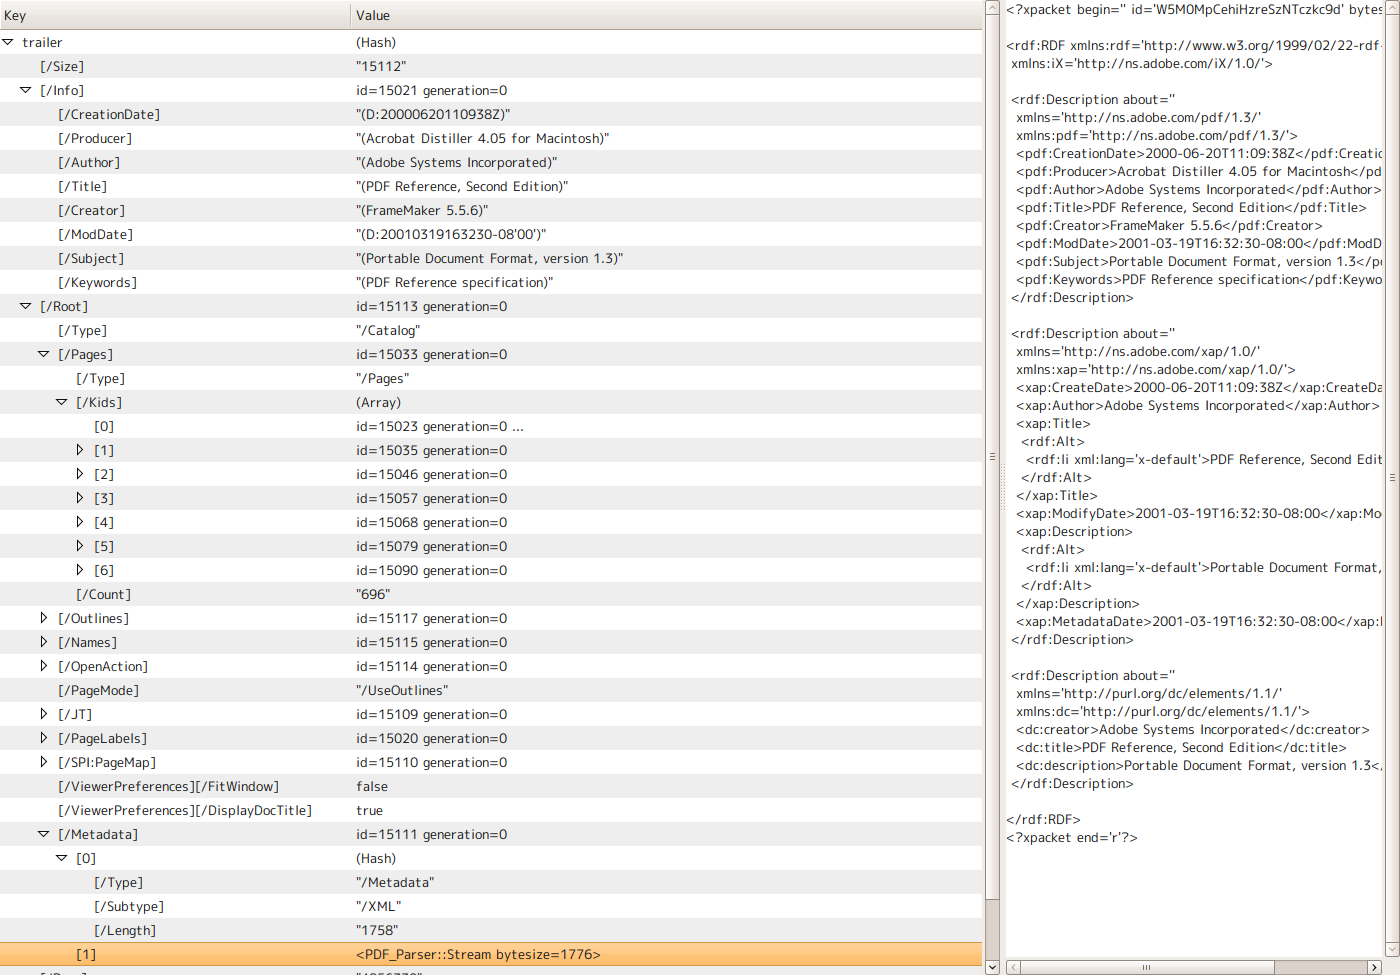 Key Value
trailer (Hash)
[/Size] "15112"
[/Info] id=15021 generation=0
[/CreationDate] "(D:20000620110938Z)"
[/Producer] "(Acrobat Distiller 4.05 for Macintosh)"
[/Author] "(Adobe Systems Incorporated)"
[/Title] "(PDF Reference, Second Edition)"
[/Creator] "(FrameMaker 5.5.6)"
[/ModDate] "(D:20010319163230-08'00')"
[/Subject] "(Portable Document Format, version 1.3)"
[/Keywords] "(PDF Reference specification)"
[/Root] id=15113 generation=0
[/Type] "/Catalog"
[/Pages] id=15033 generation=0
[/Type] "/Pages"
[/Kids] (Array)
[0] id=15023 generation=0 ...
[1] id=15035 generation=0
[2] id=15046 generation=0
[3] id=15057 generation=0
[4] id=15068 generation=0
[5] id=15079 generation=0
[6] id=15090 generation=0
[/Count] "696"
[/Outlines] id=15117 generation=0
[/Names] id=15115 generation=0
[/OpenAction] id=15114 generation=0
[/PageMode] "/UseOutlines"
[/JT] id=15109 generation=0
[/PageLabels] id=15020 generation=0
[/SPI:PageMap] id=15110 generation=0
[/ViewerPreferences][/FitWindow] false
[/ViewerPreferences][/DisplayDocTitle] true
[/Metadata] id=15111 generation=0
[0] (Hash)
[/Type] "/Metadata"
[/Subtype] "/XML"
[/Length] "1758"
[1] <PDF_Parser::Stream bytesize=1776>
<?xpacket begen='' id='W5M0MpCehiHzreSzNTczkc9d' bytes
<rdf:RDF xmlns:rdf='http://www.w3.org/1999/02/22-rdf-
xmlns:iX='http://ns.adobe.com/iX/1.0/'>
<rdf:Description about=''
xmlns='http://ns.adobe.com/pdf/1.3/'
xmlns:pdf='http://ns.adobe.com/pdf/1.3/'>
<pdf:CreationDate>2000-06-20T11:09:38Z</pdf:Creatio
<pdf:Producer>Acrobat Distiller 4.05 for Macintosh</pd
<pdf:Author>Adobe Systems Incorporated</pdf:Author>
<pdf:Title>PDF Reference, Second Edition</pdf:Title>
<pdf:Creator>FrameMaker 5.5.6</pdf:Creator>
<pdf:ModDate>2001-03-19T16:32:30-08:00</pdf:ModD
<pdf:Subject>Portable Document Format, version 1.3</p
<pdf:Keywords>PDF Reference specification</pdf:Keywo
</rdf:Description>
<rdf:Description about=''
xmlns='http://ns.adobe.com/xap/1.0/'
xmlns:xap='http://ns.adobe.com/xap/1.0/'>
<xap:CreateDate>2000-06-20T11:09:38Z</xap:CreateDa
<xap:Author>Adobe Systems Incorporated</xap:Author>
<xap:Title>
<rdf:Alt>
<rdf:li xml:lang='x-default'>PDF Reference, Second Edit
</rdf:Alt>
</xap:Title>
<xap:ModifyDate>2001-03-19T16:32:30-08:00</xap:Mo
<xap:Description>
<rdf:Alt>
<rdf:li xml:lang='x-default'>Portable Document Format,
</rdf:Alt>
</xap:Description>
<xap:MetadataDate>2001-03-19T16:32:30-08:00</xap:
</rdf:Description>
<rdf:Description about=''
xmlns='http://purl.org/dc/elements/1.1/'
xmlns:dc='http://purl.org/dc/elements/1.1/'>
<dc:creator>Adobe Systems Incorporated</dc:creator>
<dc:title>PDF Reference, Second Edition</dc:title>
<dc:description>Portable Document Format, version 1.3</
</rdf:Description>
</rdf:RDF>
<?xpacket end='r'?>